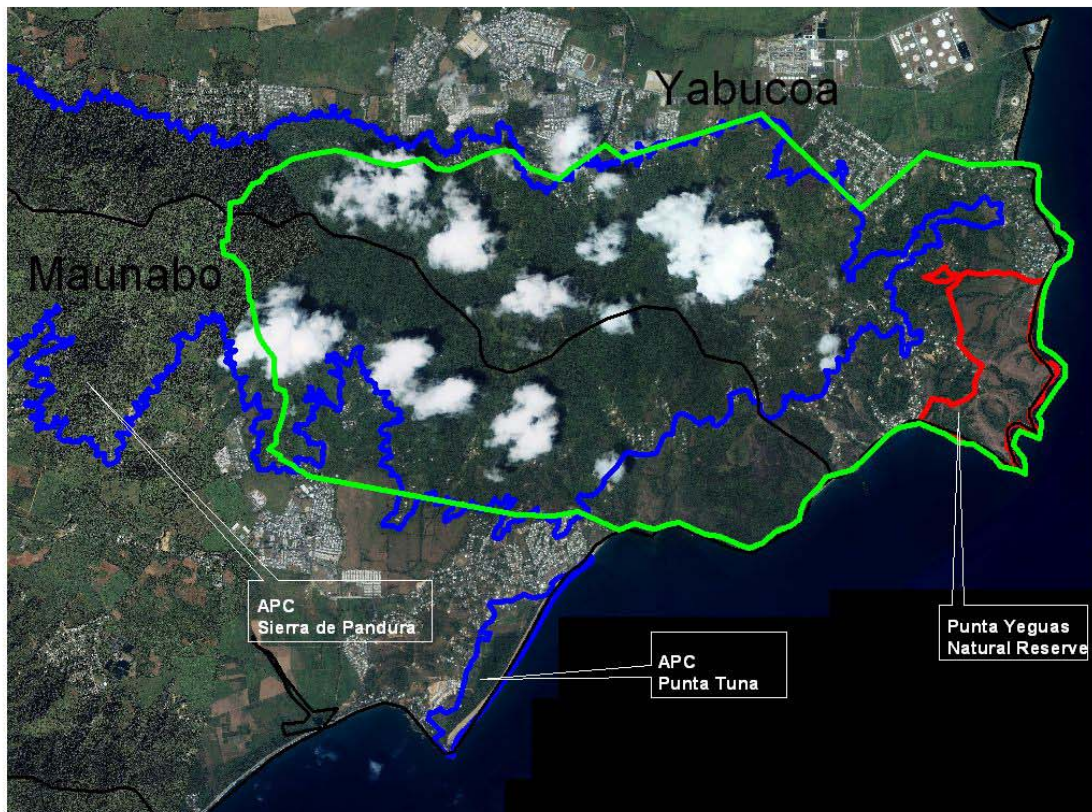 Yabucoa
Maunabo
APC
Sierra de Pandura
APC
Punta Tuna
Punta Yeguas
Natural Reserve